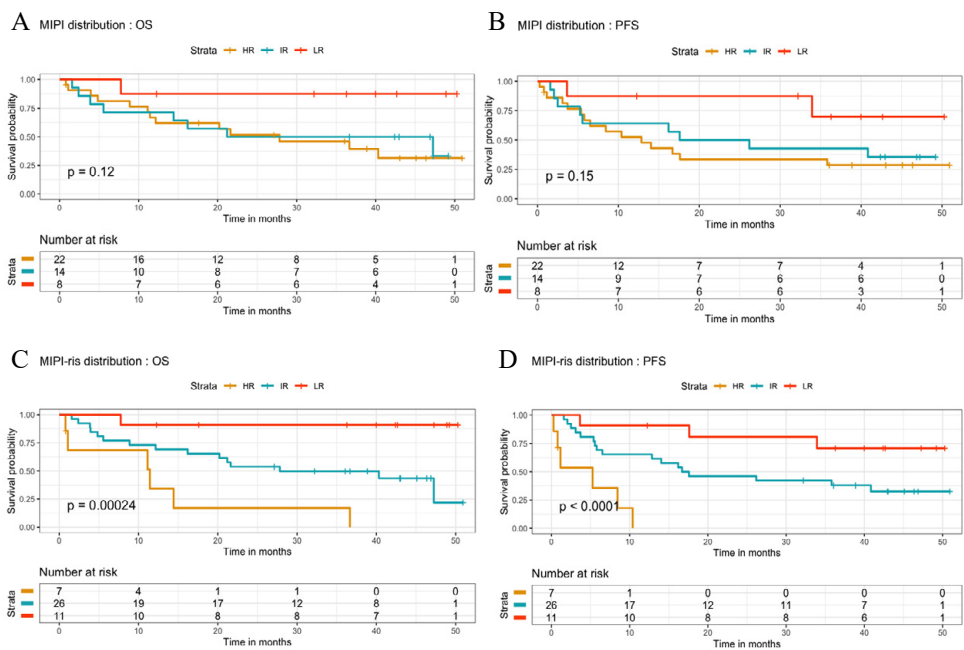 A MIPI distribution : OS
Strata HR IR LR
1.00
0.75
0.50
0.25
0.00
Survival probability
p = 0.12
0 10 20 30 40 50
Time in months
Number at risk
Strata
22 16 12 8 5 1
14 10 8 7 6 0
8 7 6 6 4 1
0 10 20 30 40 50
Time in months
B MIPI distribution : PFS
Strata HR IR LR
1.00
0.75
0.50
0.25
0.00
Survival probability
p = 0.15
0 10 20 30 40 50
Time in months
Number at risk
Strata
22 12 7 7 4 1
14 9 7 6 6 0
8 7 6 6 3 1
0 10 20 30 40 50
Time in months
C MIPI-ris distribution : OS
Strata HR IR LR
1.00
0.75
0.50
0.25
0.00
Survival probability
p = 0.00024
0 10 20 30 40 50
Time in months
Number at risk
Strata
7 4 1 1 0 0
26 19 17 12 8 1
11 10 8 8 7 1
0 10 20 30 40 50
Time in months
D MIPI-ris distribution : PFS
Strata HR IR LR
1.00
0.75
0.50
0.25
0.00
Survival probability
p < 0.0001
0 10 20 30 40 50
Time in months
Number at risk
Strata
7 1 0 0 0 0
26 17 12 11 7 1
11 10 8 8 6 1
0 10 20 30 40 50
Time in months